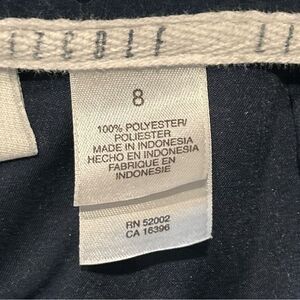 8
100% POLYESTER/
POLIESTER
MADE IN INDONESIA
HECHO EN INDONESIA
FABRIQUE EN
INDONESIE
RN 52002
CA 16396